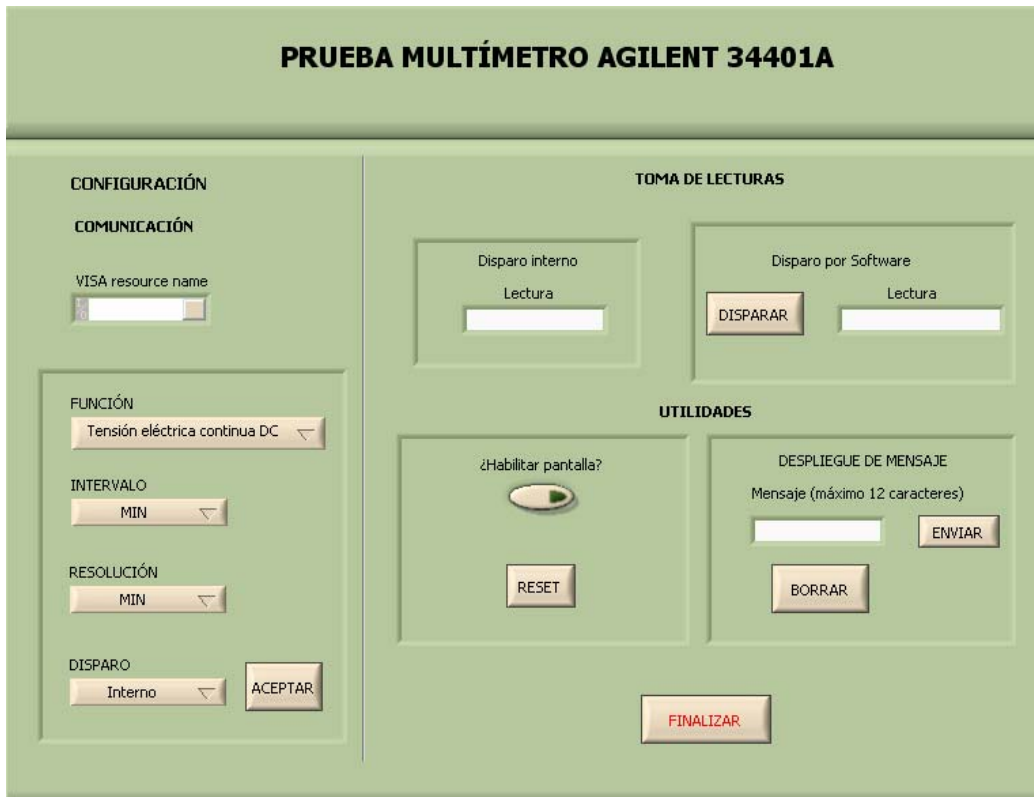 PRUEBA MULTÍMETRO AGILENT 34401A
CONFIGURACIÓN
COMUNICACIÓN
VISA resource name
FUNCIÓN
Tensión eléctrica continua DC
INTERVALO
MIN
RESOLUCIÓN
MIN
DISPARO
Interno
ACEPTAR
TOMA DE LECTURAS
Disparo interno
Lectura
Disparo por Software
Lectura
DISPARAR
UTILIDADES
¿Habilitar pantalla?
RESET
DESPLIEGUE DE MENSAJE
Mensaje (máximo 12 caracteres)
ENVIAR
BORRAR
FINALIZAR